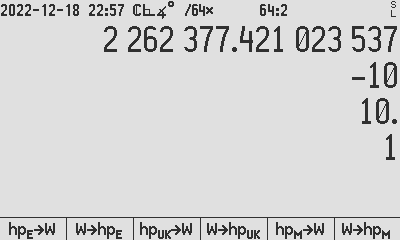 2022-12-18 22:57 ℂ∟∡° /64× 64:2 S L
2 262 377.421 023 537
-10
10.
1
hpE→W W→hpE hpUK→W W→hpUK hpM→W W→hpM